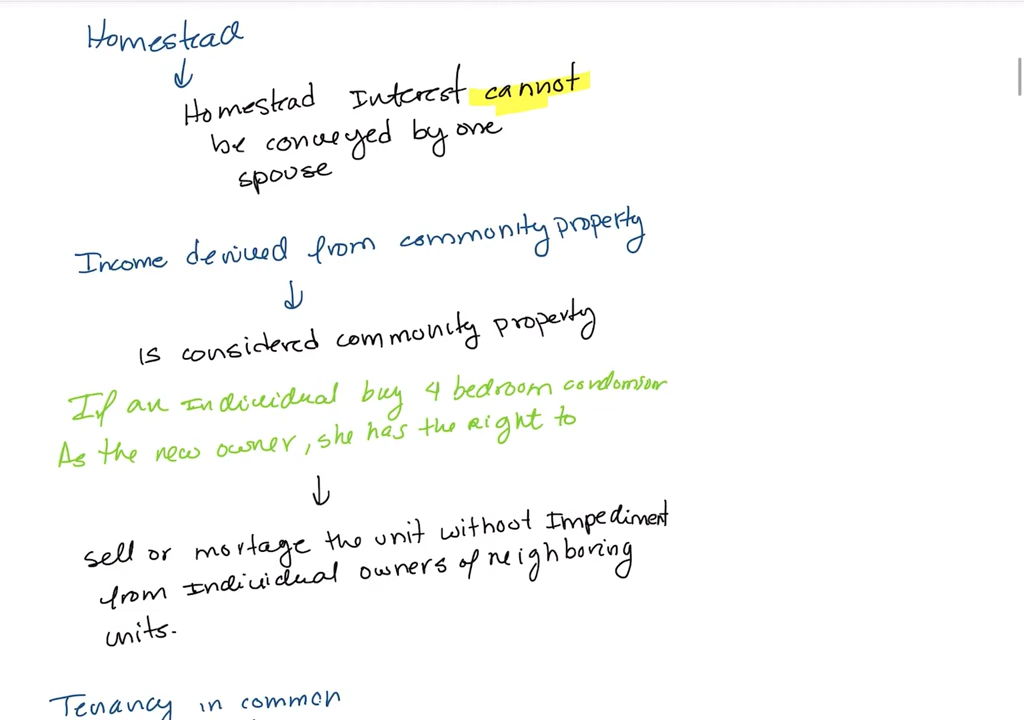 Homestead
↓
Homestead Interest cannot
be conveyed by one
spouse
Income derived from community property
↓
Is considered community property
If an Individual buy 4 bedroom
As the new owner, she has the right to
↓
sell or mortage the unit without Impediment
from Individual owners of neighboring
units.
Tenancy in common